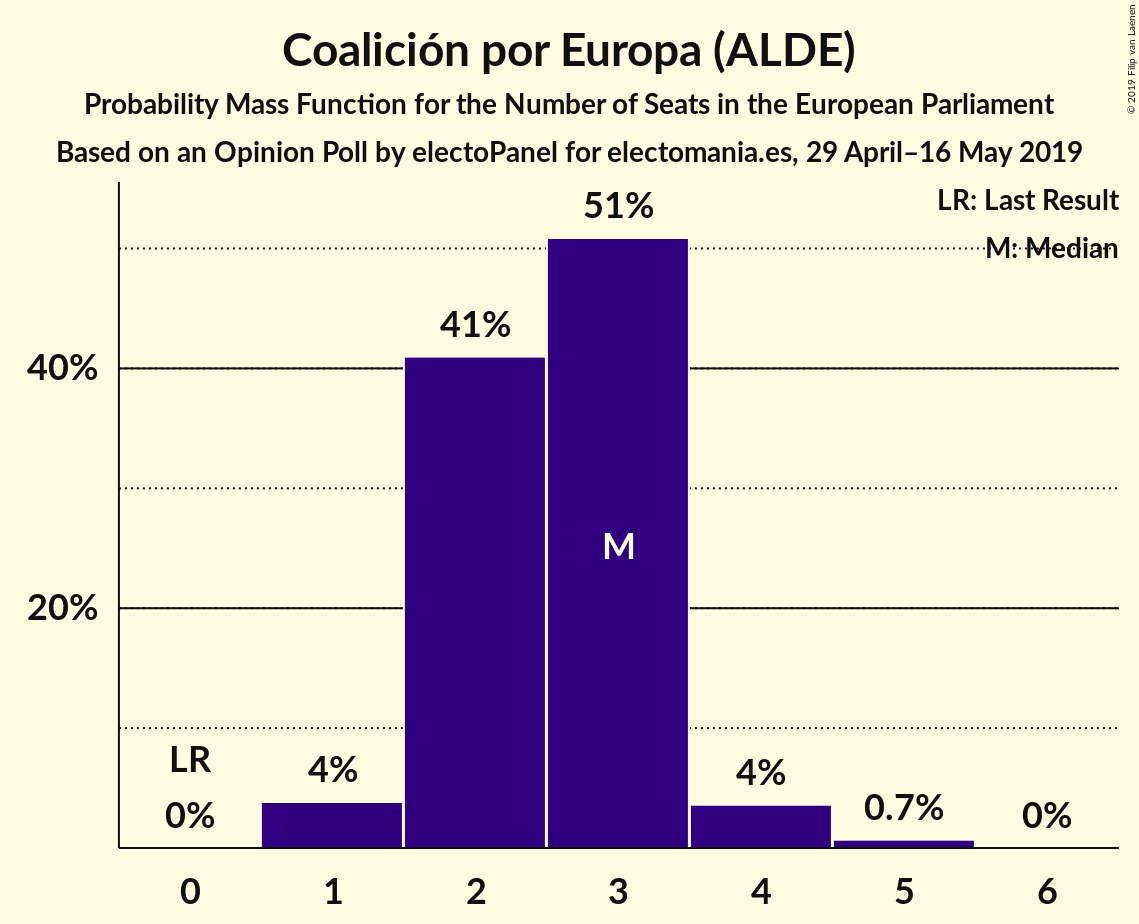 Coalición por Europa (ALDE)
Probability Mass Function for the Number of Seats in the European Parliament
Based on an Opinion Poll by electoPanel for electomania.es, 29 April–16 May 2019
© 2019 Filip van Laenen
LR: Last Result
M: Median
51%
41%
40%
M
20%
LR
0%
4%
4%
0.7%
0%
0 1 2 3 4 5 6